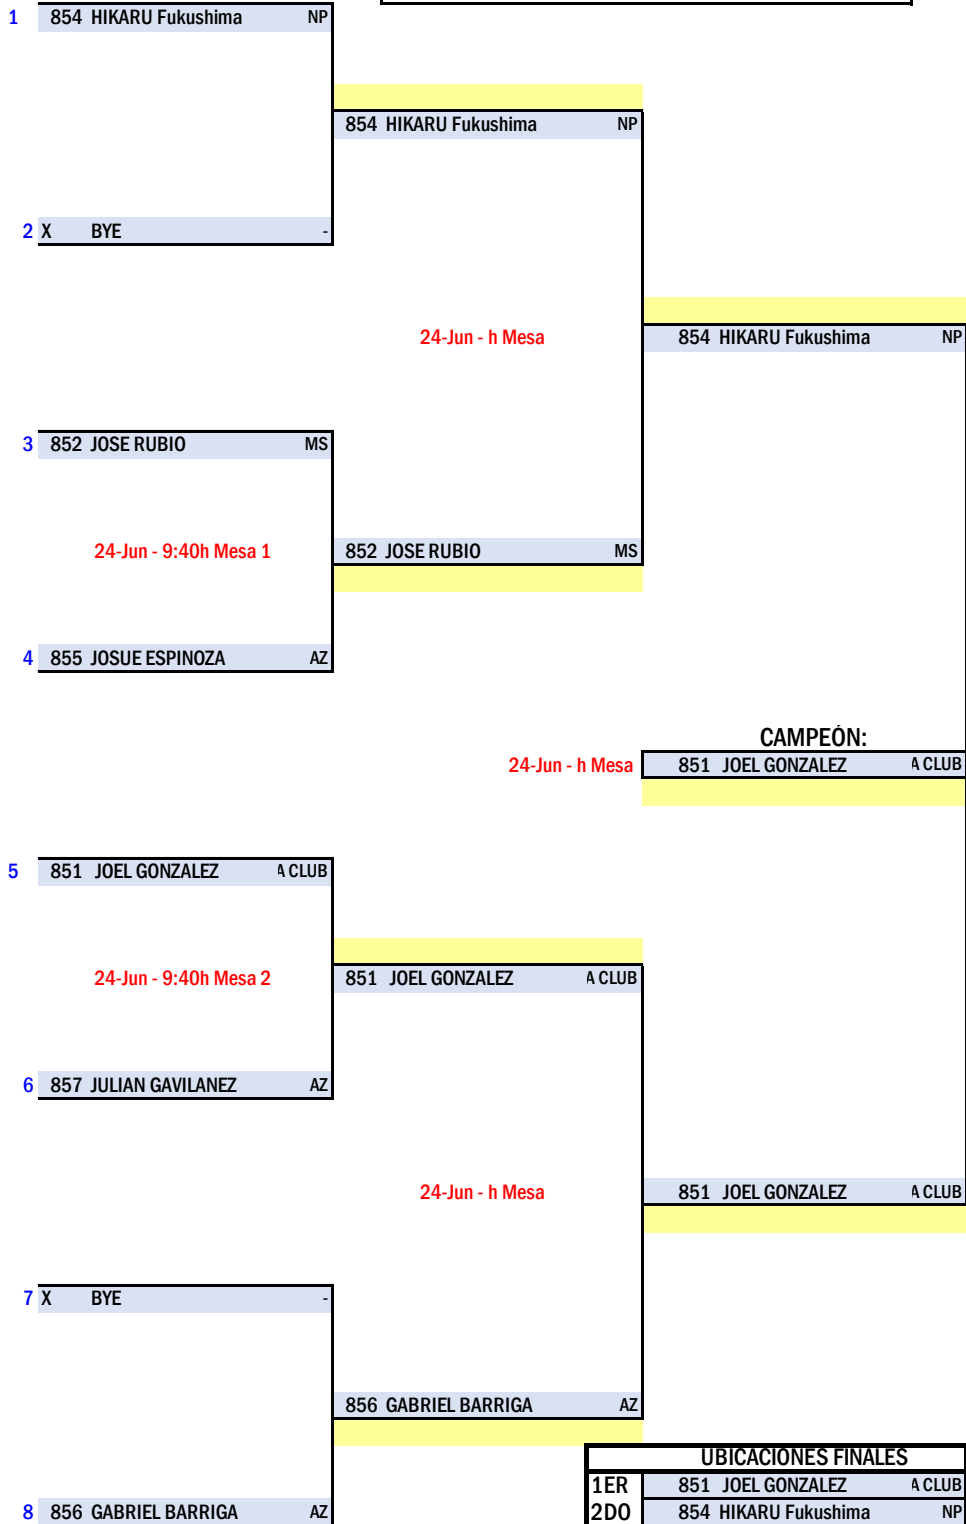 1 854 HIKARU Fukushima NP
854 HIKARU Fukushima NP
2 X BYE -
24-Jun - h Mesa
854 HIKARU Fukushima NP
3 852 JOSE RUBIO MS
24-Jun - 9:40h Mesa 1
852 JOSE RUBIO MS
4 855 JOSUE ESPINOZA AZ
CAMPEÓN:
24-Jun - h Mesa 851 JOEL GONZALEZ A CLUB
5 851 JOEL GONZALEZ A CLUB
24-Jun - 9:40h Mesa 2
851 JOEL GONZALEZ A CLUB
6 857 JULIAN GAVILANEZ AZ
24-Jun - h Mesa
851 JOEL GONZALEZ A CLUB
7 X BYE -
856 GABRIEL BARRIGA AZ
UBICACIONES FINALES
1ER 851 JOEL GONZALEZ A CLUB
8 856 GABRIEL BARRIGA AZ
2DO 854 HIKARU Fukushima NP